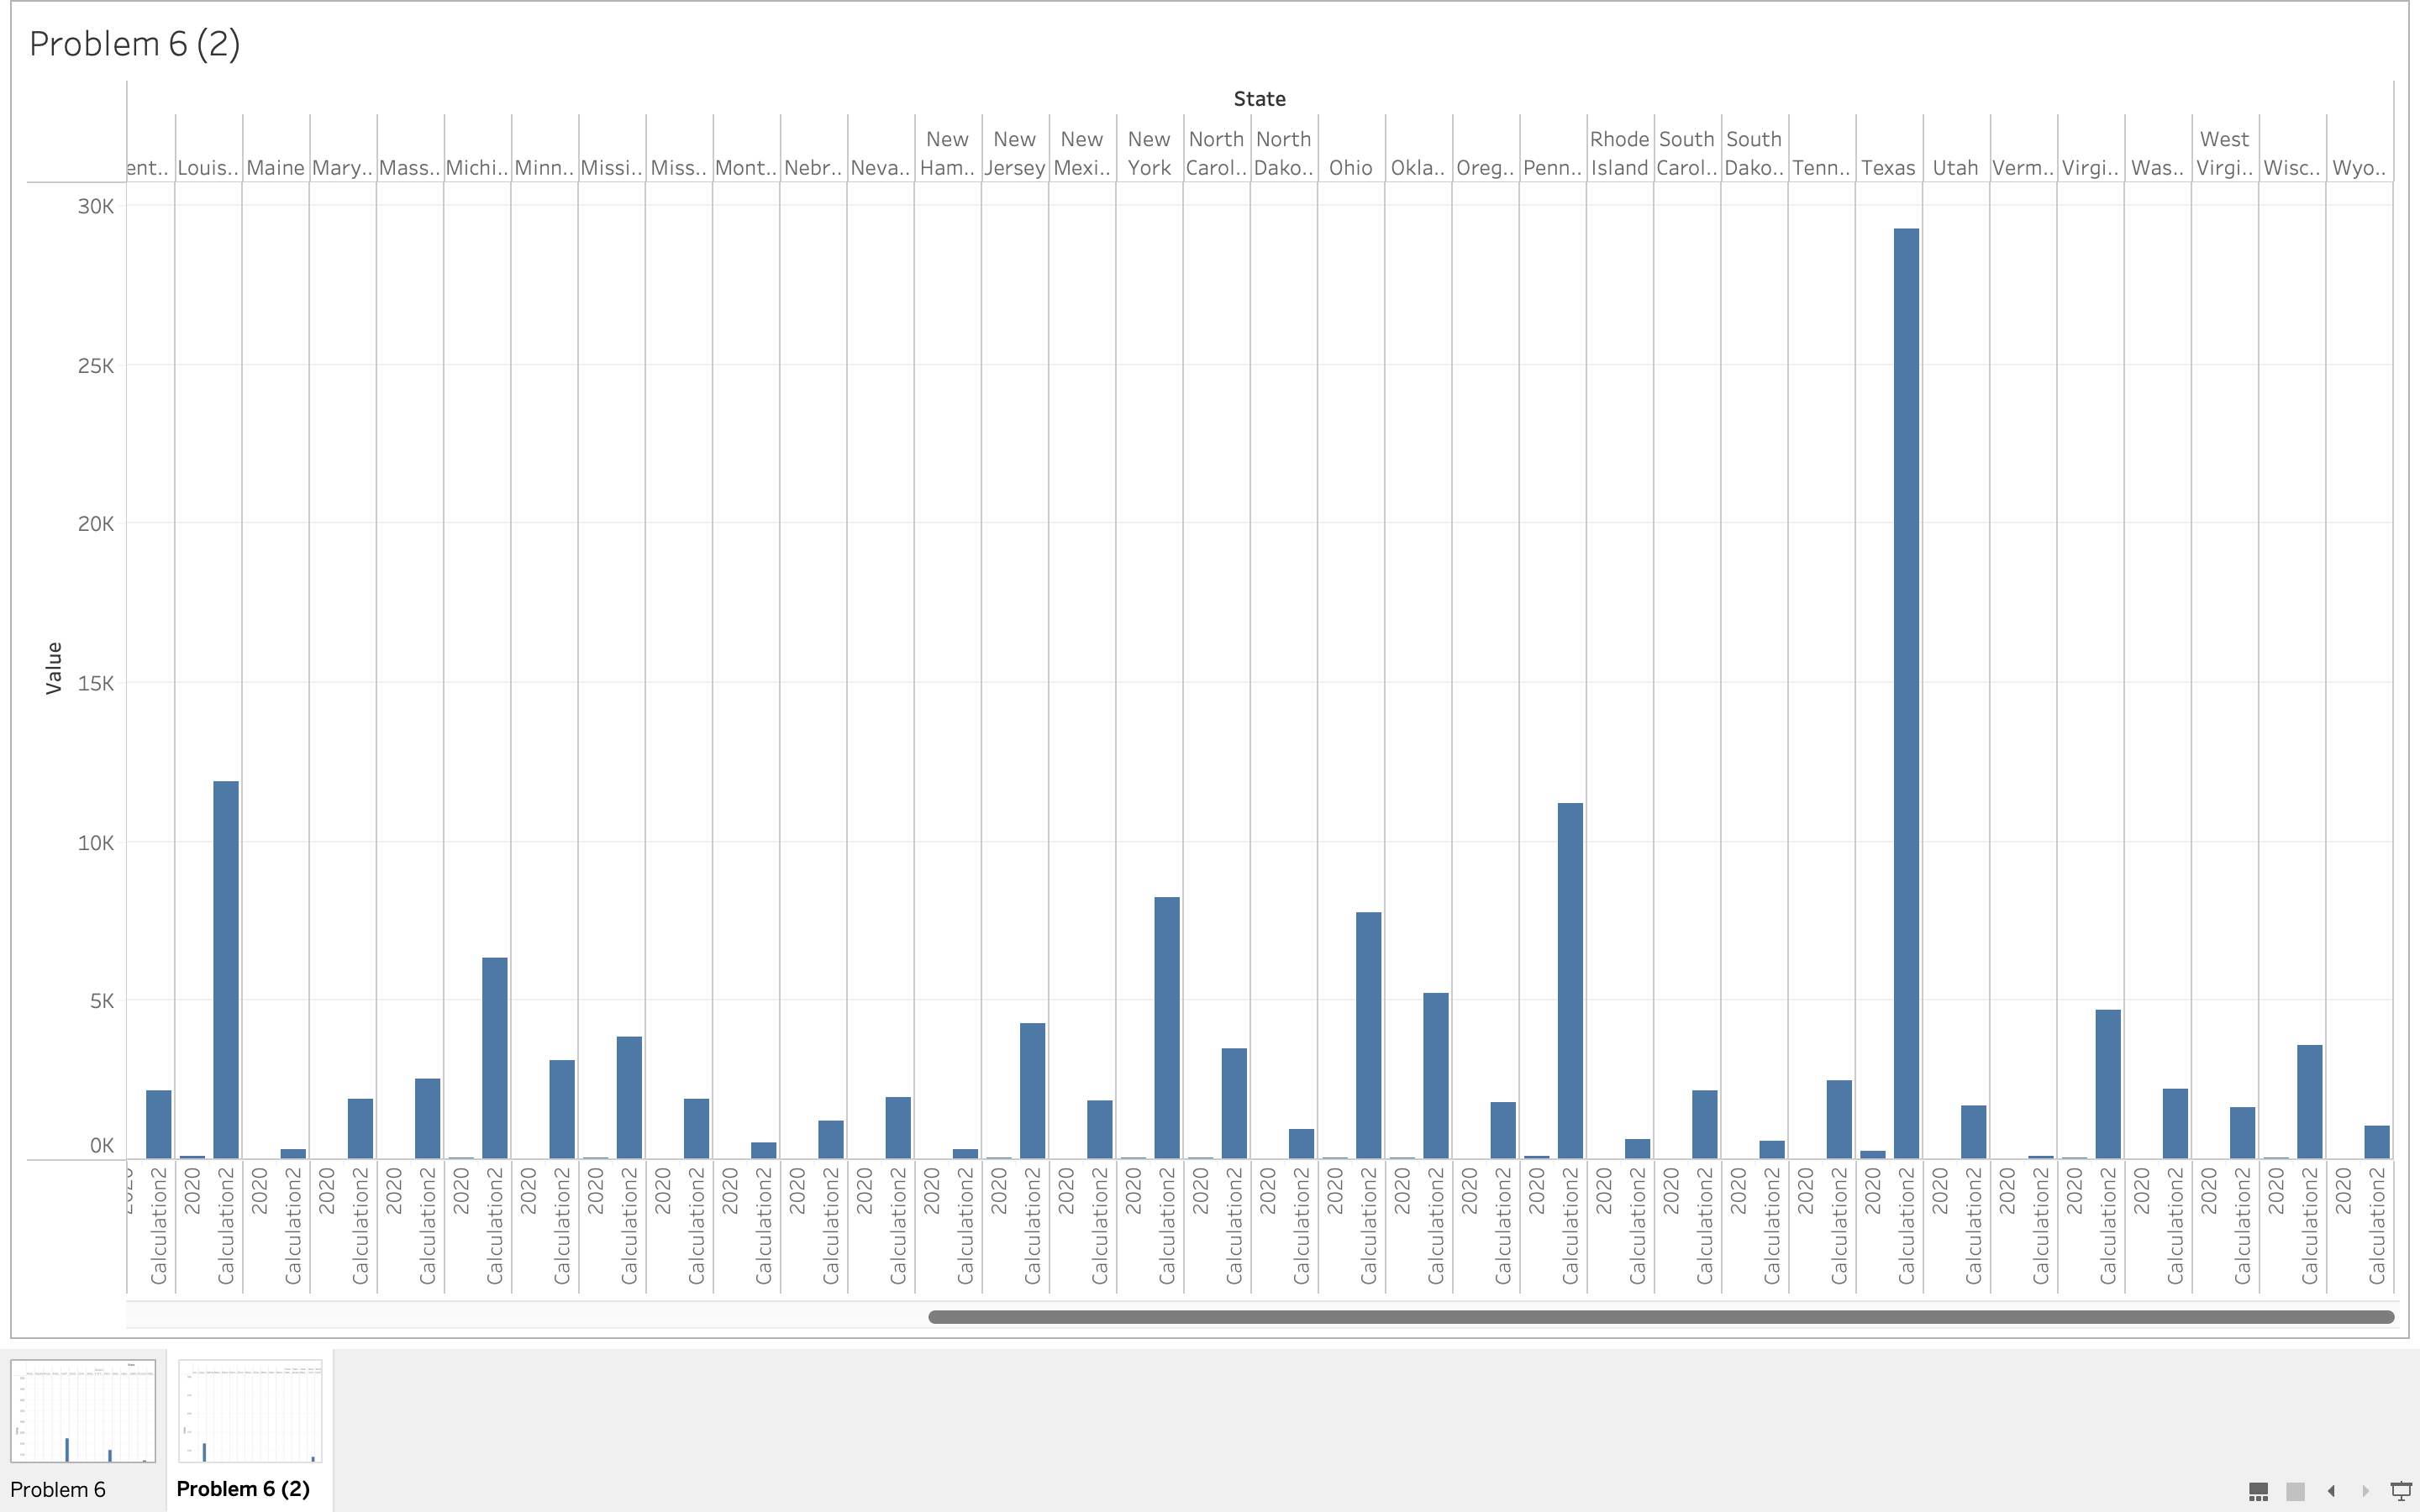 Problem 6 (2)
State
ent.. Louis.. Maine Mary.. Mass.. Michi.. Minn.. Missi.. Miss.. Mont.. Nebr.. Neva.. New Ham.. New Jersey New Mexi.. New York North Carol.. North Dako.. Ohio Okla.. Oreg.. Penn.. Rhode Island South Carol.. South Dako.. Tenn.. Texas Utah Verm.. Virgi.. Was.. West Virgi.. Wisc.. Wyo..
30K
25K
20K
15K
10K
5K
0K
Value
2020 Calculation2 2020 Calculation2 2020 Calculation2 2020 Calculation2 2020 Calculation2 2020 Calculation2 2020 Calculation2 2020 Calculation2 2020 Calculation2 2020 Calculation2 2020 Calculation2 2020 Calculation2 2020 Calculation2 2020 Calculation2 2020 Calculation2 2020 Calculation2 2020 Calculation2 2020 Calculation2 2020 Calculation2 2020 Calculation2 2020 Calculation2 2020 Calculation2 2020 Calculation2 2020 Calculation2 2020 Calculation2 2020 Calculation2 2020 Calculation2 2020 Calculation2 2020 Calculation2 2020 Calculation2 2020 Calculation2 2020 Calculation2 2020 Calculation2 2020 Calculation2
Problem 6
Problem 6 (2)